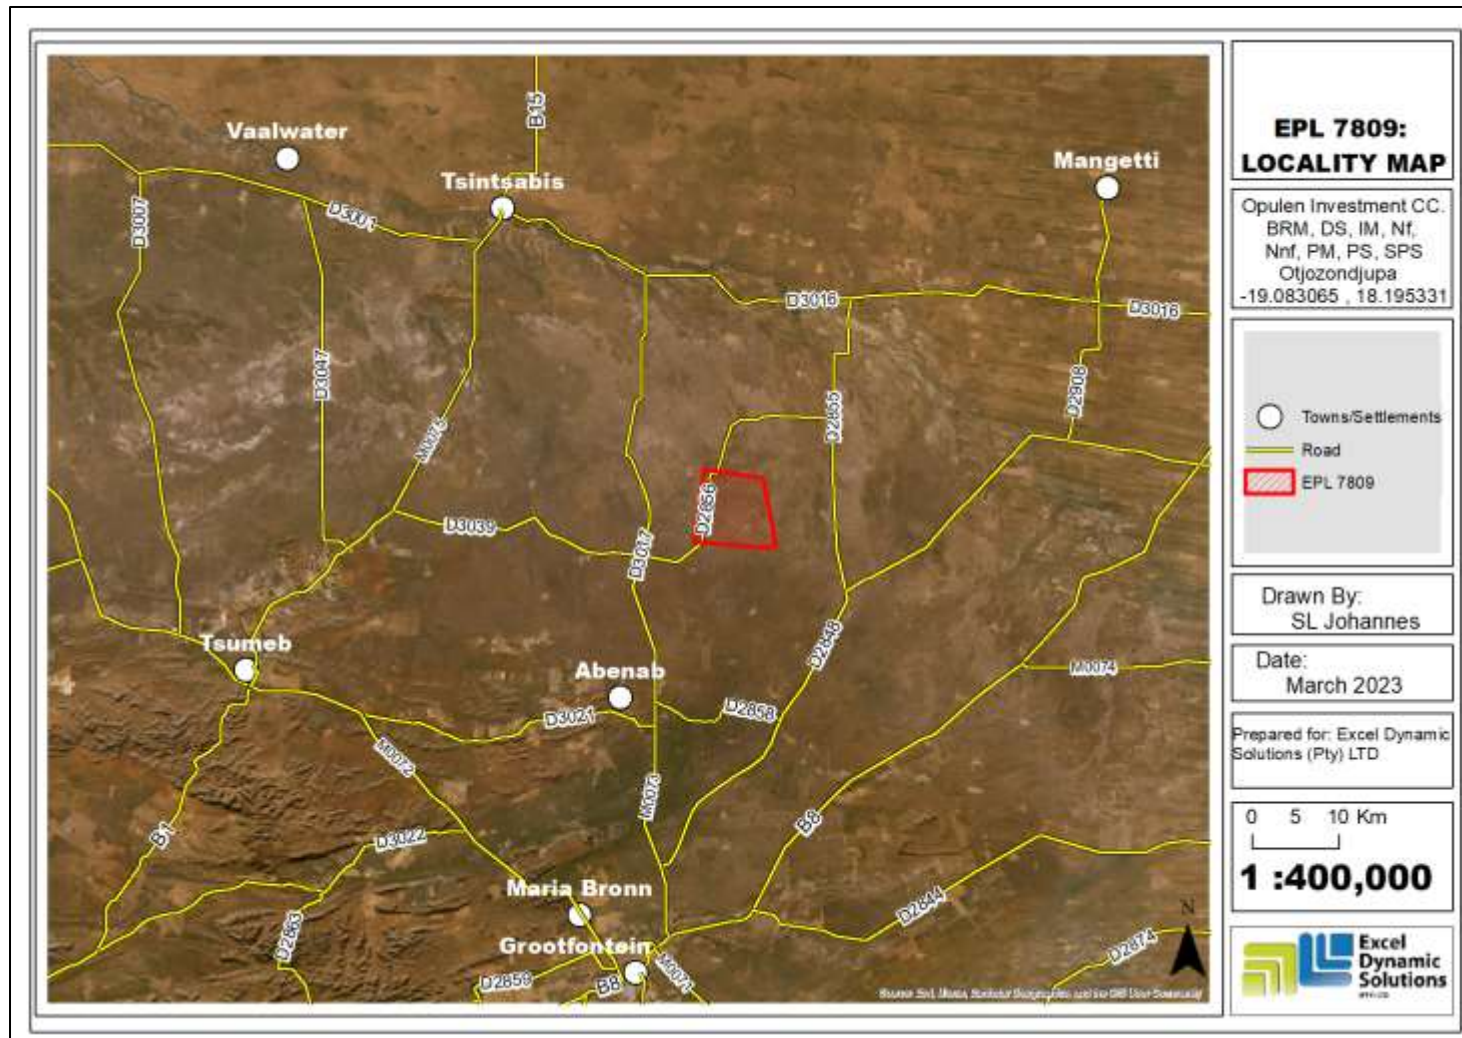 Vaalwater
B15
Tsintsabis
Mangetti
D3007
D3001
D3016
D3016
D3047
M0075
D2855
D2908
D3039
D3017
D2856
Tsumeb
Abenab
D2848
M0074
D3021
D2858
M0072
M0073
B1
D3022
B8
Maria Bronn
D2863
D2844
Grootfontein
D2859
B8
M0071
D2874
N
EPL 7809:
LOCALITY MAP
Opulen Investment CC.
BRM, DS, IM, Nf,
Nnf, PM, PS, SPS
Otjozondjupa
-19.083065 , 18.195331
Towns/Settlements
Road
EPL 7809
Drawn By:
SL Johannes
Date:
March 2023
Prepared for: Excel Dynamic
Solutions (Pty) LTD
0 5 10 Km
1 :400,000
Excel
Dynamic
Solutions